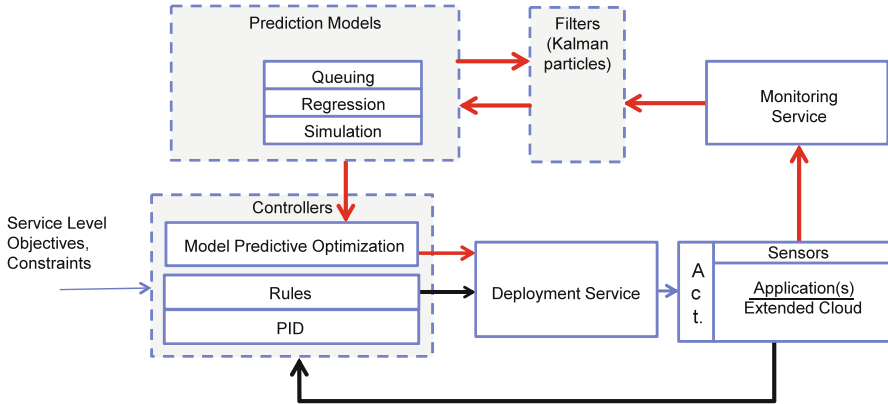 Prediction Models
Queuing
Regression
Simulation
Filters
(Kalman
particles)
Monitoring
Service
Service Level
Objectives,
Constraints
Controllers
Model Predictive Optimization
Rules
PID
Deployment Service
A
c
t.
Sensors
Application(s)
Extended Cloud